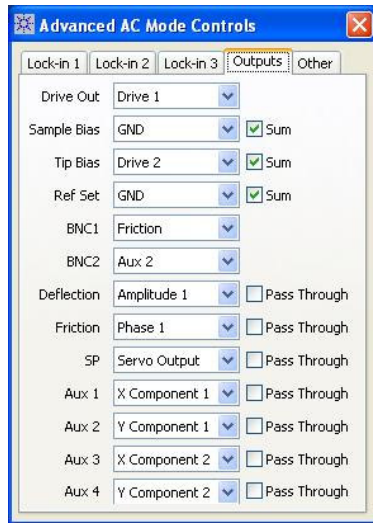 Advanced AC Mode Controls
Lock-in 1 Lock-in 2 Lock-in 3 Outputs Other
Drive Out Drive 1
Sample Bias GND Sum
Tip Bias Drive 2 Sum
Ref Set GND Sum
BNC1 Friction
BNC2 Aux 2
Deflection Amplitude 1 Pass Through
Friction Phase 1 Pass Through
SP Servo Output Pass Through
Aux 1 X Component 1 Pass Through
Aux 2 Y Component 1 Pass Through
Aux 3 X Component 2 Pass Through
Aux 4 Y Component 2 Pass Through